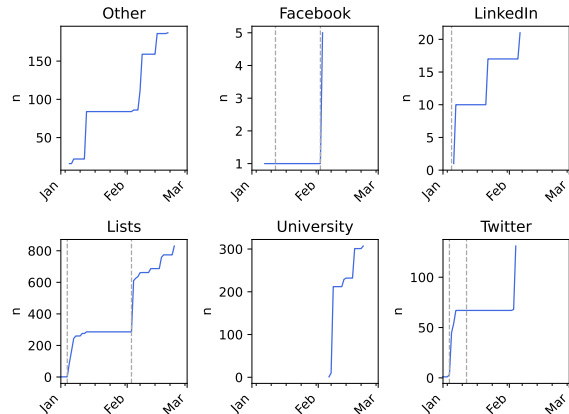 Other
n
150
100
50
Jan
Feb
Mar
Facebook
n
5
4
3
2
1
Jan
Feb
Mar
LinkedIn
n
20
15
10
5
0
Jan
Feb
Mar
Lists
n
800
600
400
200
0
Jan
Feb
Mar
University
n
300
200
100
0
Jan
Feb
Mar
Twitter
n
100
50
0
Jan
Feb
Mar